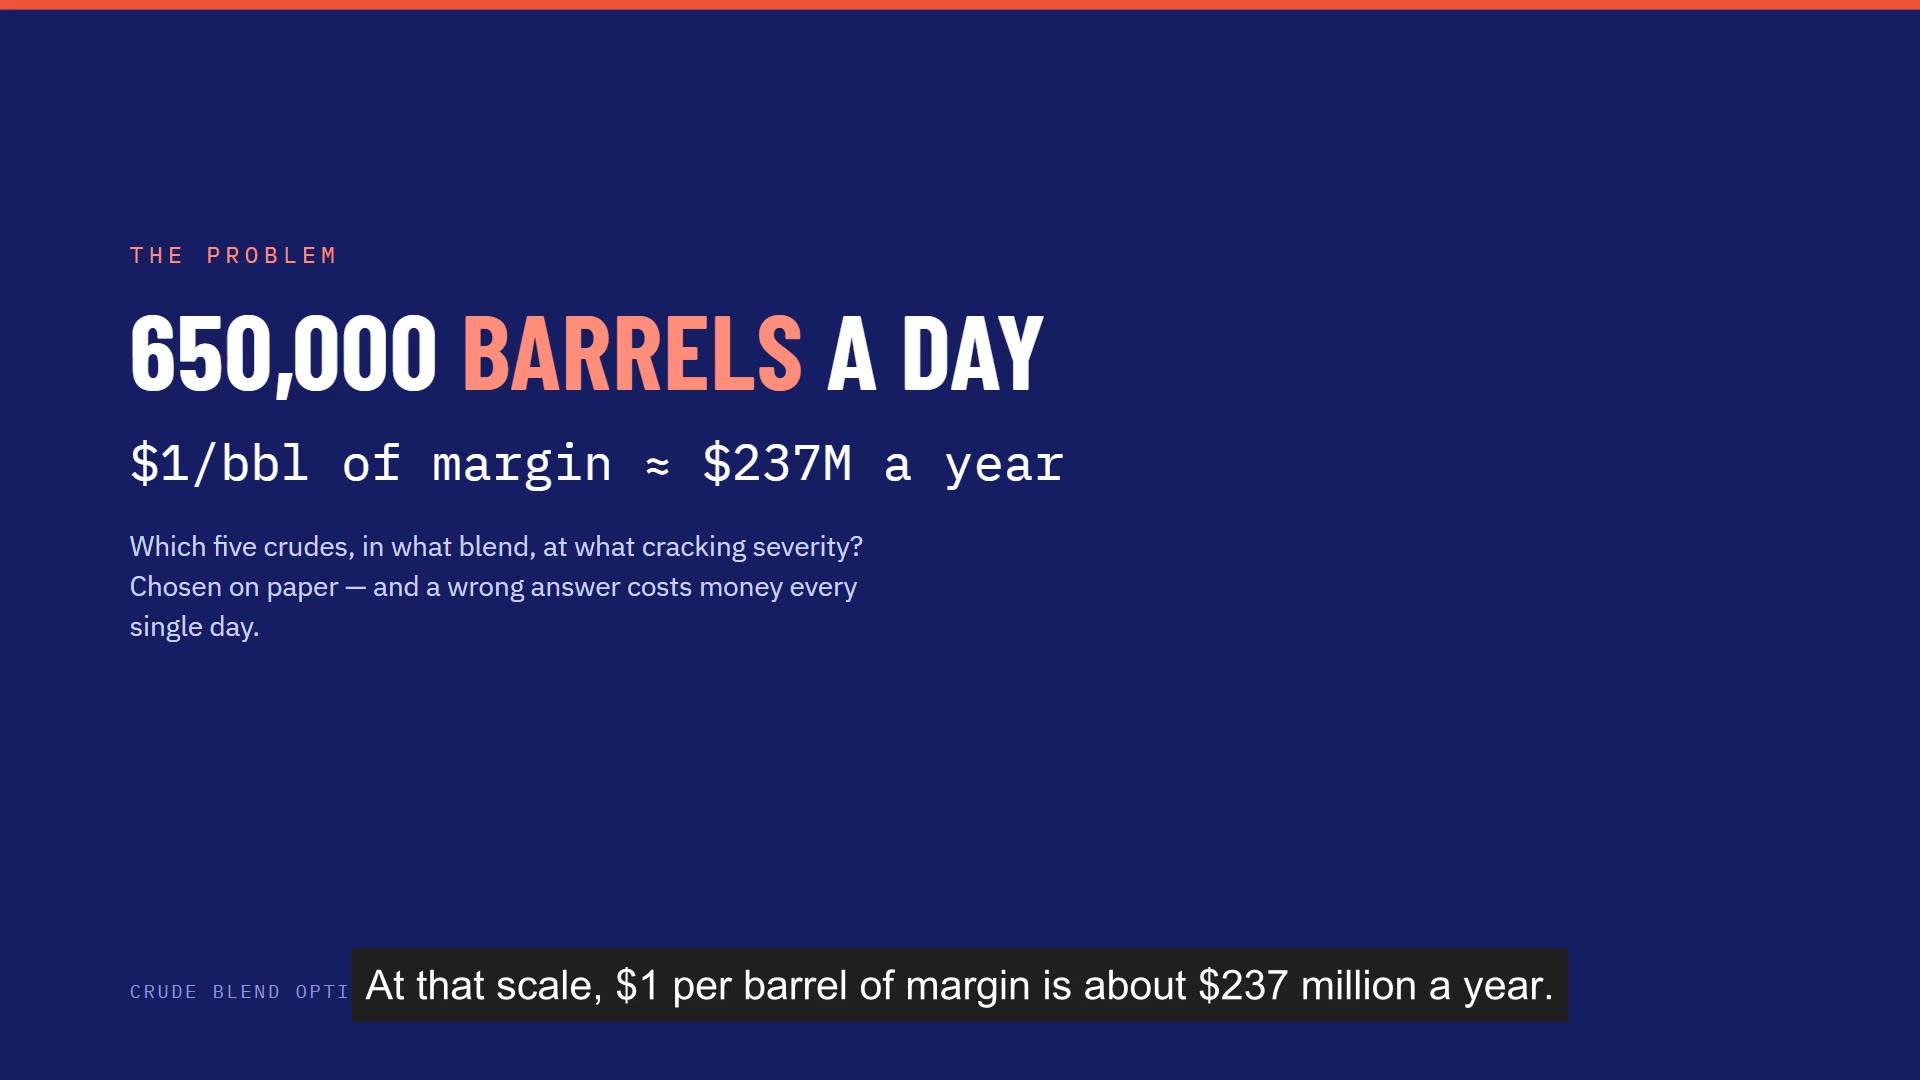 THE PROBLEM
650,000 BARRELS A DAY
$1/bbl of margin ≈ $237M a year
Which five crudes, in what blend, at what cracking severity?
Chosen on paper — and a wrong answer costs money every
single day.
CRUDE BLEND OPTI
At that scale, $1 per barrel of margin is about $237 million a year.